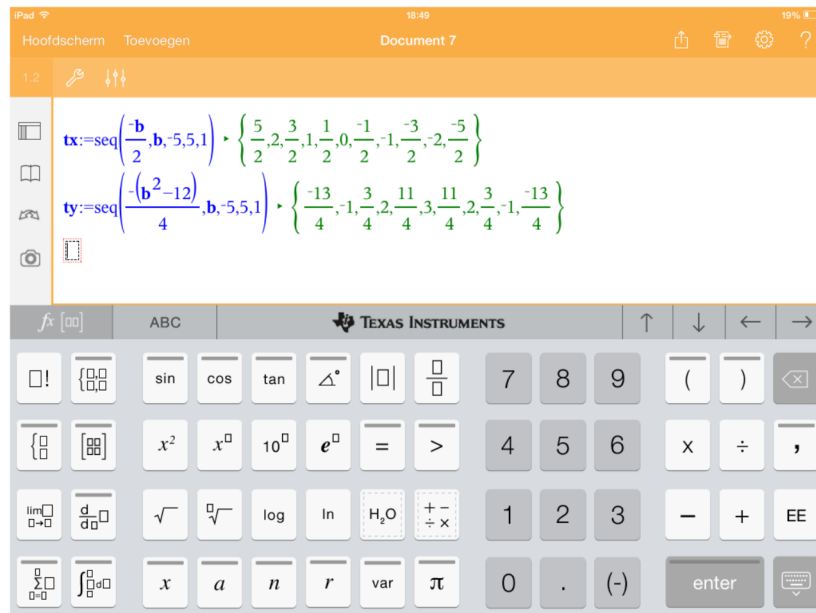 iPad 18:49 19%
Hoofdscherm Toevoegen Document 7 ?
1.2
tx:=seq(⁻b/2,b,⁻5,5,1) ▸ {5/2,2,3/2,1,1/2,0,⁻1/2,⁻1,⁻3/2,⁻2,⁻5/2}
ty:=seq(⁻(b²−12)/4,b,⁻5,5,1) ▸ {⁻13/4,⁻1,3/4,2,11/4,3,11/4,2,3/4,⁻1,⁻13/4}
fx [▯▯] ABC TEXAS INSTRUMENTS ↑ ↓ ← →
▯! {▯,▯ ▯,▯ sin cos tan ∠° |▯| ▯/▯ 7 8 9 ( )
{▯ ▯ [▯▯ ▯▯] x² x▯ 10▯ e▯ = > 4 5 6 x ÷ ,
lim▯ ▯→▯ d/d▯ ▯ √ ▯√ log ln H₂O + − ÷ × 1 2 3 − + EE
▯ Σ▯ ▯=▯ ∫▯ ▯ ▯d▯ x a n r var π 0 . (-) enter